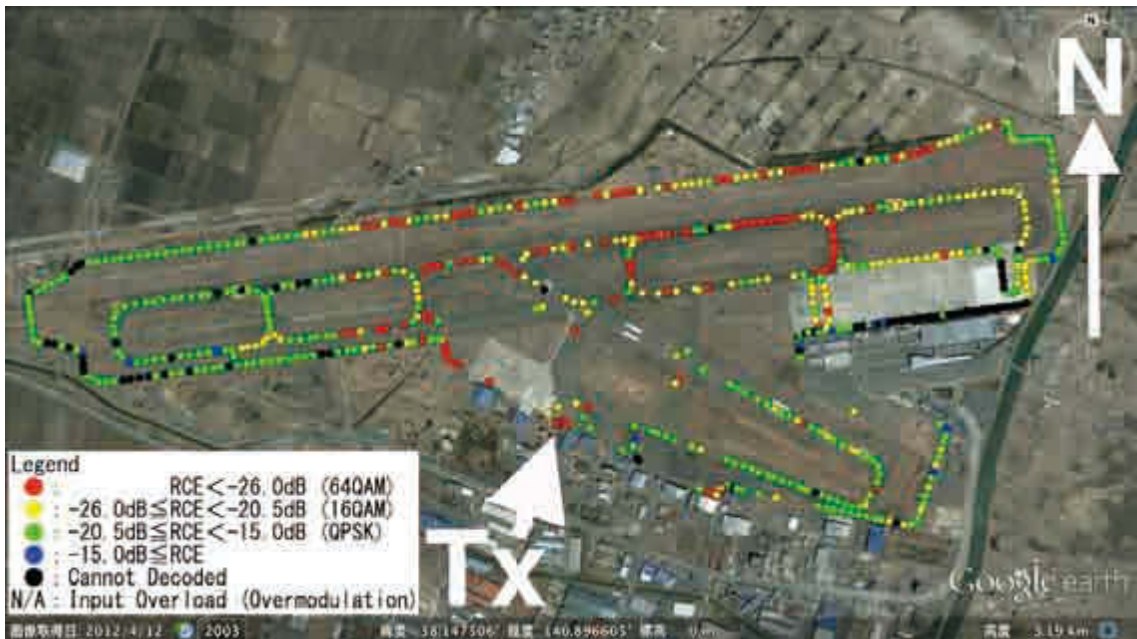 N
N
Legend
: RCE<-26.0dB (64QAM)
: -26.0dB≦RCE<-20.5dB (16QAM)
: -20.5dB≦RCE<-15.0dB (QPSK)
: -15.0dB≦RCE
: Cannot Decoded
N/A : Input Overload (Overmodulation)
Tx
Google earth
画像取得日: 2012/4/12 2003 緯度 38.147506° 経度 140.896605° 標高 0 m 高度 3.19 km